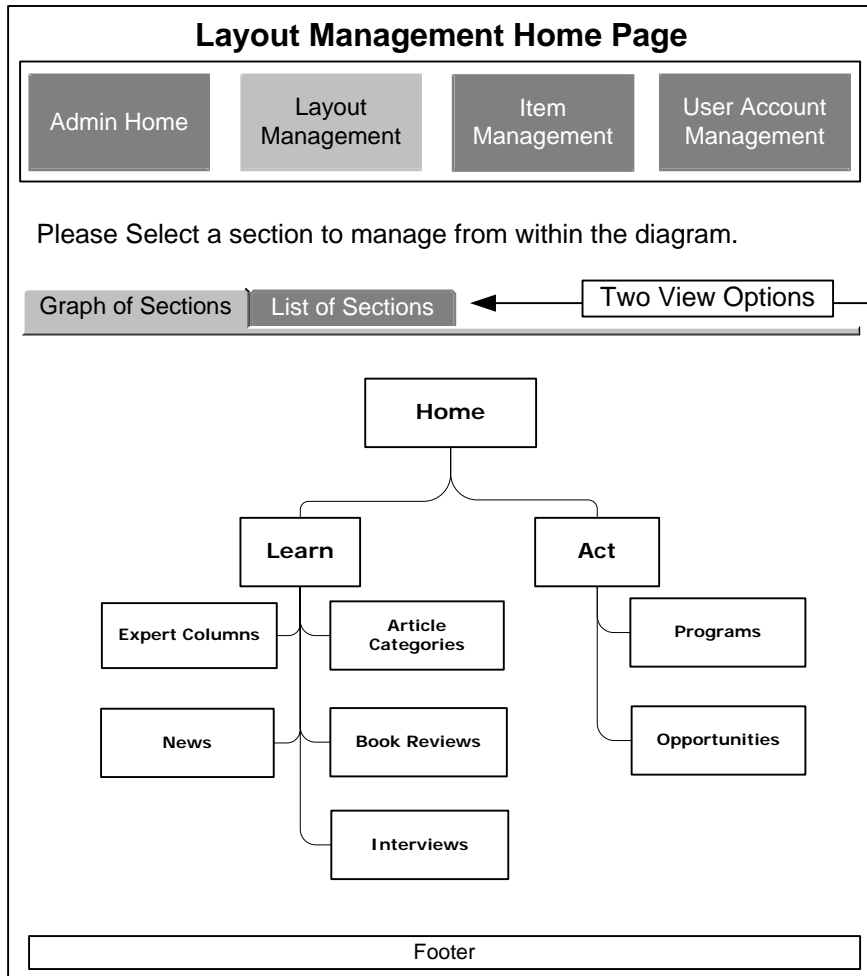 Layout Management Home Page
Admin Home
Layout
Management
Item
Management
User Account
Management
Please Select a section to manage from within the diagram.
Graph of Sections
List of Sections
Two View Options
Home
Learn
Act
Expert Columns
Article
Categories
Programs
News
Book Reviews
Opportunities
Interviews
Footer